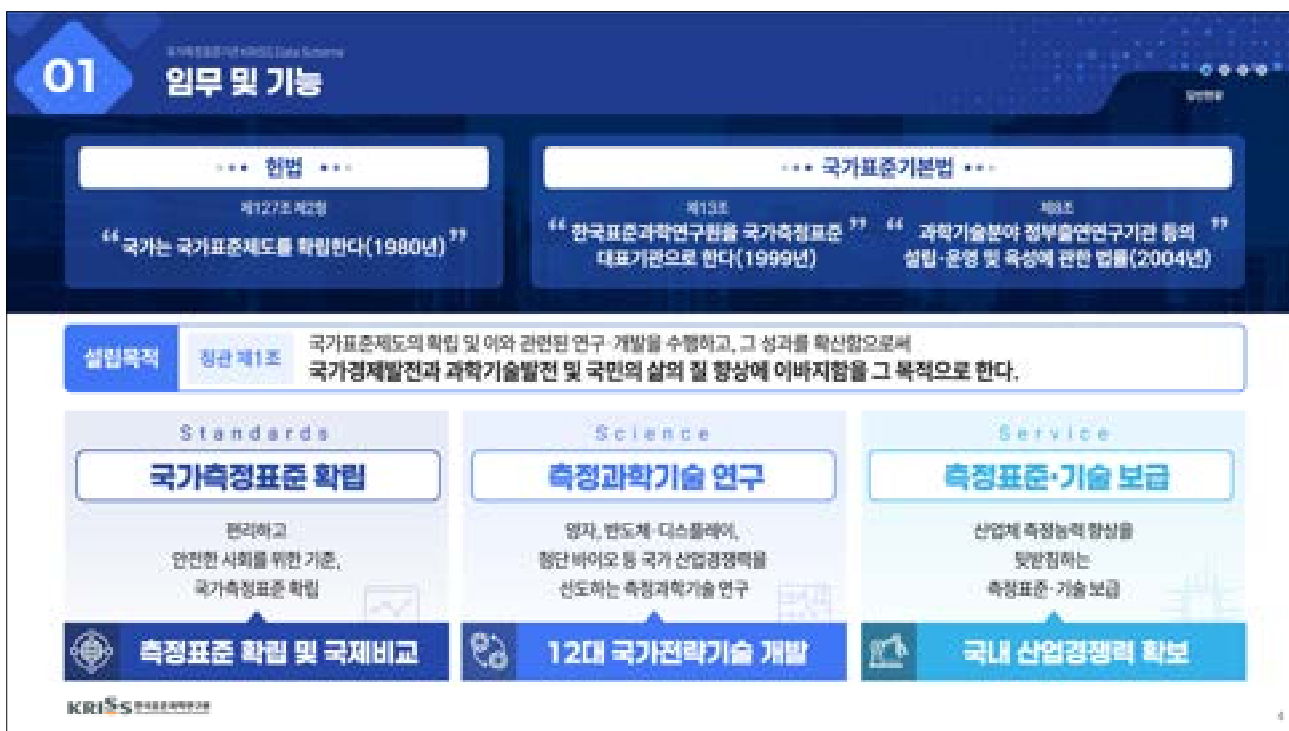 01
임무 및 기능
일반현황
헌법
제127조 제2항
“ 국가는 국가표준제도를 확립한다(1980년) ”
국가표준기본법
제13조
“ 한국표준과학연구원을 국가측정표준 ”
대표기관으로 한다(1999년)
제8조
“ 과학기술분야 정부출연연구기관 등의 ”
설립·운영 및 육성에 관한 법률(2004년)
설립목적
정관 제1조
국가표준제도의 확립 및 이와 관련된 연구·개발을 수행하고, 그 성과를 확산함으로써
국가경제발전과 과학기술발전 및 국민의 삶의 질 향상에 이바지함을 그 목적으로 한다.
Standards
국가측정표준 확립
편리하고
안전한 사회를 위한 기준,
국가측정표준 확립
측정표준 확립 및 국제비교
Science
측정과학기술 연구
양자, 반도체·디스플레이,
첨단 바이오 등 국가 산업경쟁력을
선도하는 측정과학기술 연구
12대 국가전략기술 개발
Service
측정표준·기술 보급
산업체 측정능력 향상을
뒷받침하는
측정표준·기술 보급
국내 산업경쟁력 확보
KRISS 한국표준과학연구원